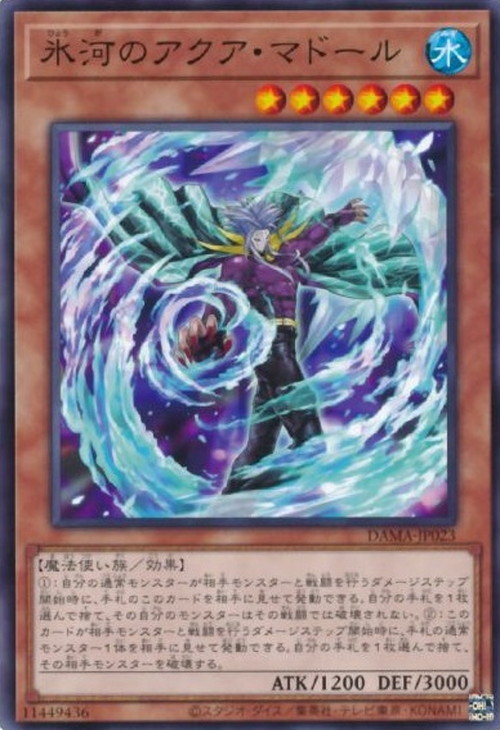 氷河のアクア・マドール
ひょう が
水
DAMA-JP023
【魔法使い族/効果】
①:自分の通常モンスターが相手モンスターと戦闘を行うダメージステップ
開始時に、手札のこのカードを相手に見せて発動できる。自分の手札を1枚
選んで捨て、その自分のモンスターはその戦闘では破壊されない。②:この
カードが相手モンスターと戦闘を行うダメージステップ開始時に、手札の通常
モンスター1体を相手に見せて発動できる。自分の手札を1枚選んで捨て、
その相手モンスターを破壊する。
ATK/1200 DEF/3000
11449436
©スタジオ・ダイス/集英社・テレビ東京・KONAMI